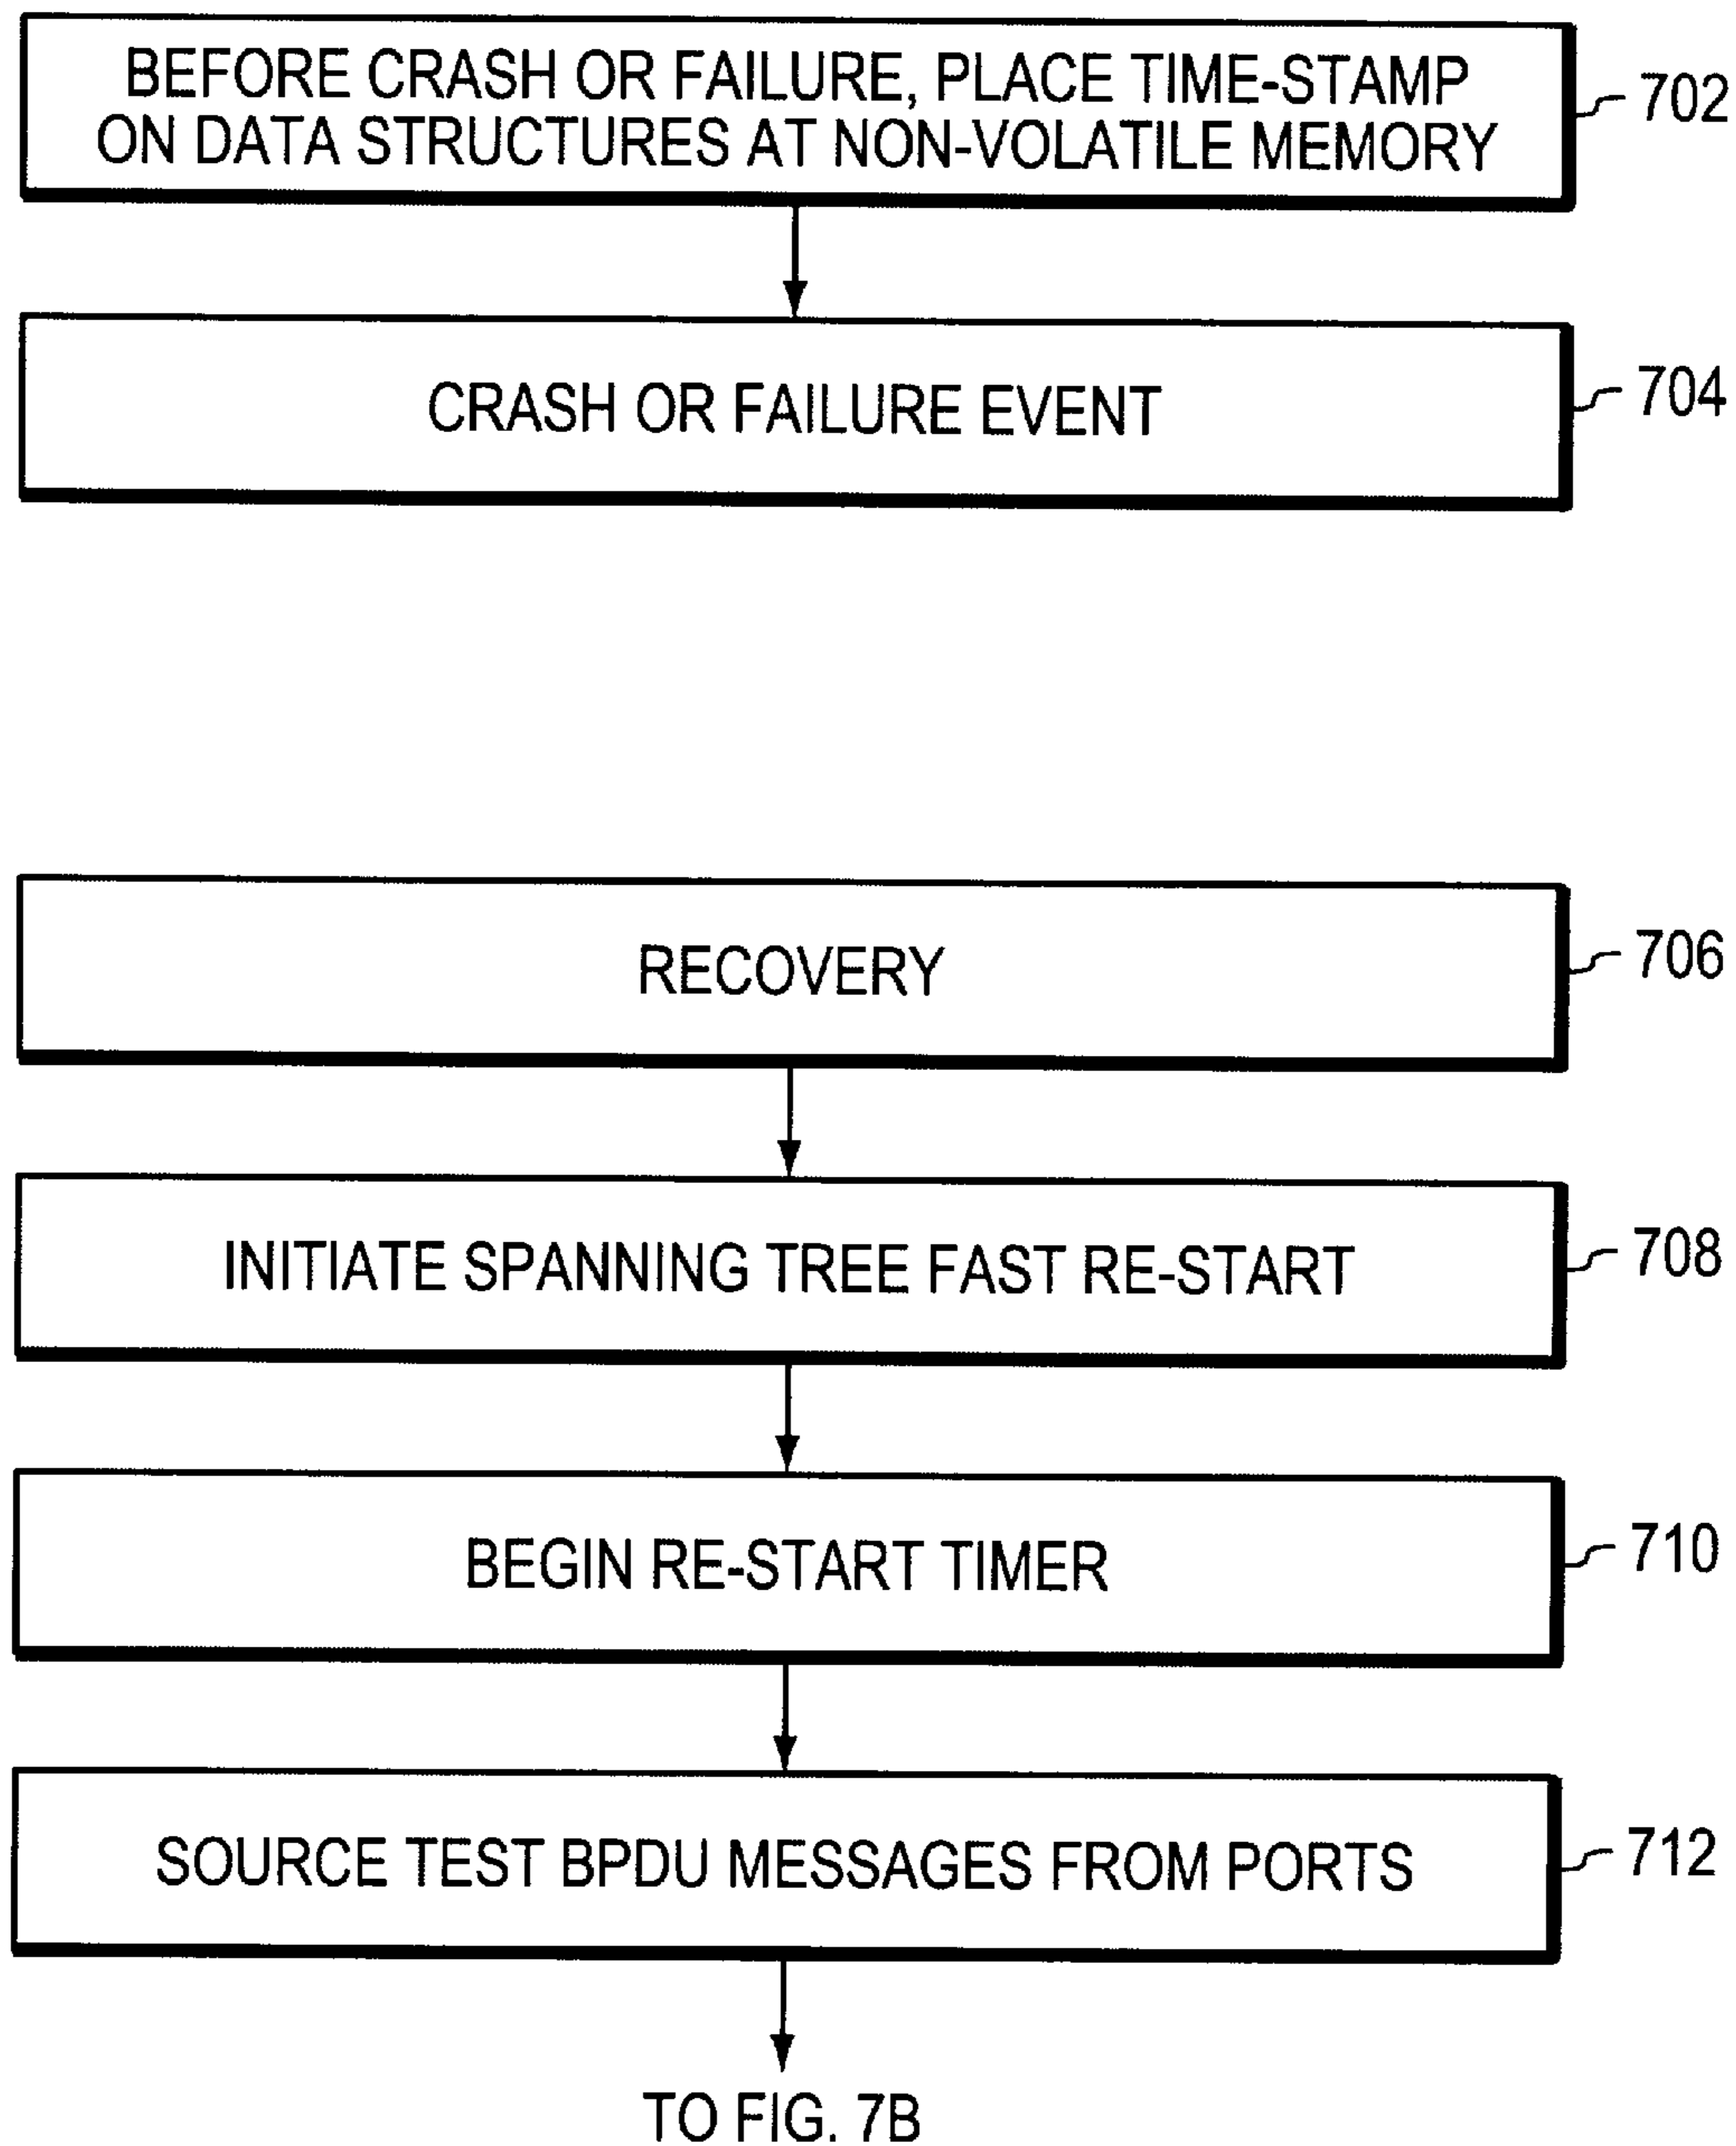 BEFORE CRASH OR FAILURE, PLACE TIME-STAMP
ON DATA STRUCTURES AT NON-VOLATILE MEMORY
702
CRASH OR FAILURE EVENT
704
RECOVERY
706
INITIATE SPANNING TREE FAST RE-START
708
BEGIN RE-START TIMER
710
SOURCE TEST BPDU MESSAGES FROM PORTS
712
TO FIG. 7B